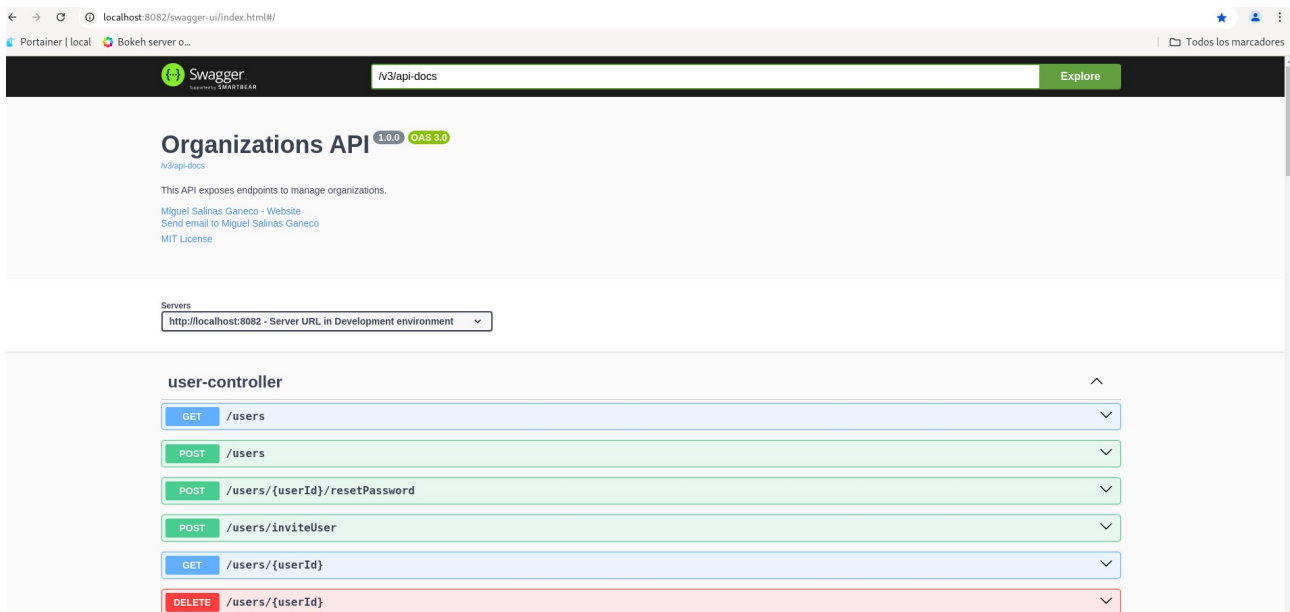 localhost:8082/swagger-ui/index.html#/
Portainer | local Bokeh server o... Todos los marcadores
Swagger. /v3/api-docs Explore
Supported by SMARTBEAR
Organizations API 1.0.0 OAS 3.0
/v3/api-docs
This API exposes endpoints to manage organizations.
Miguel Salinas Ganeco - Website
Send email to Miguel Salinas Ganeco
MIT License
Servers
http://localhost:8082 - Server URL in Development environment
user-controller
GET /users
POST /users
POST /users/{userId}/resetPassword
POST /users/inviteUser
GET /users/{userId}
DELETE /users/{userId}